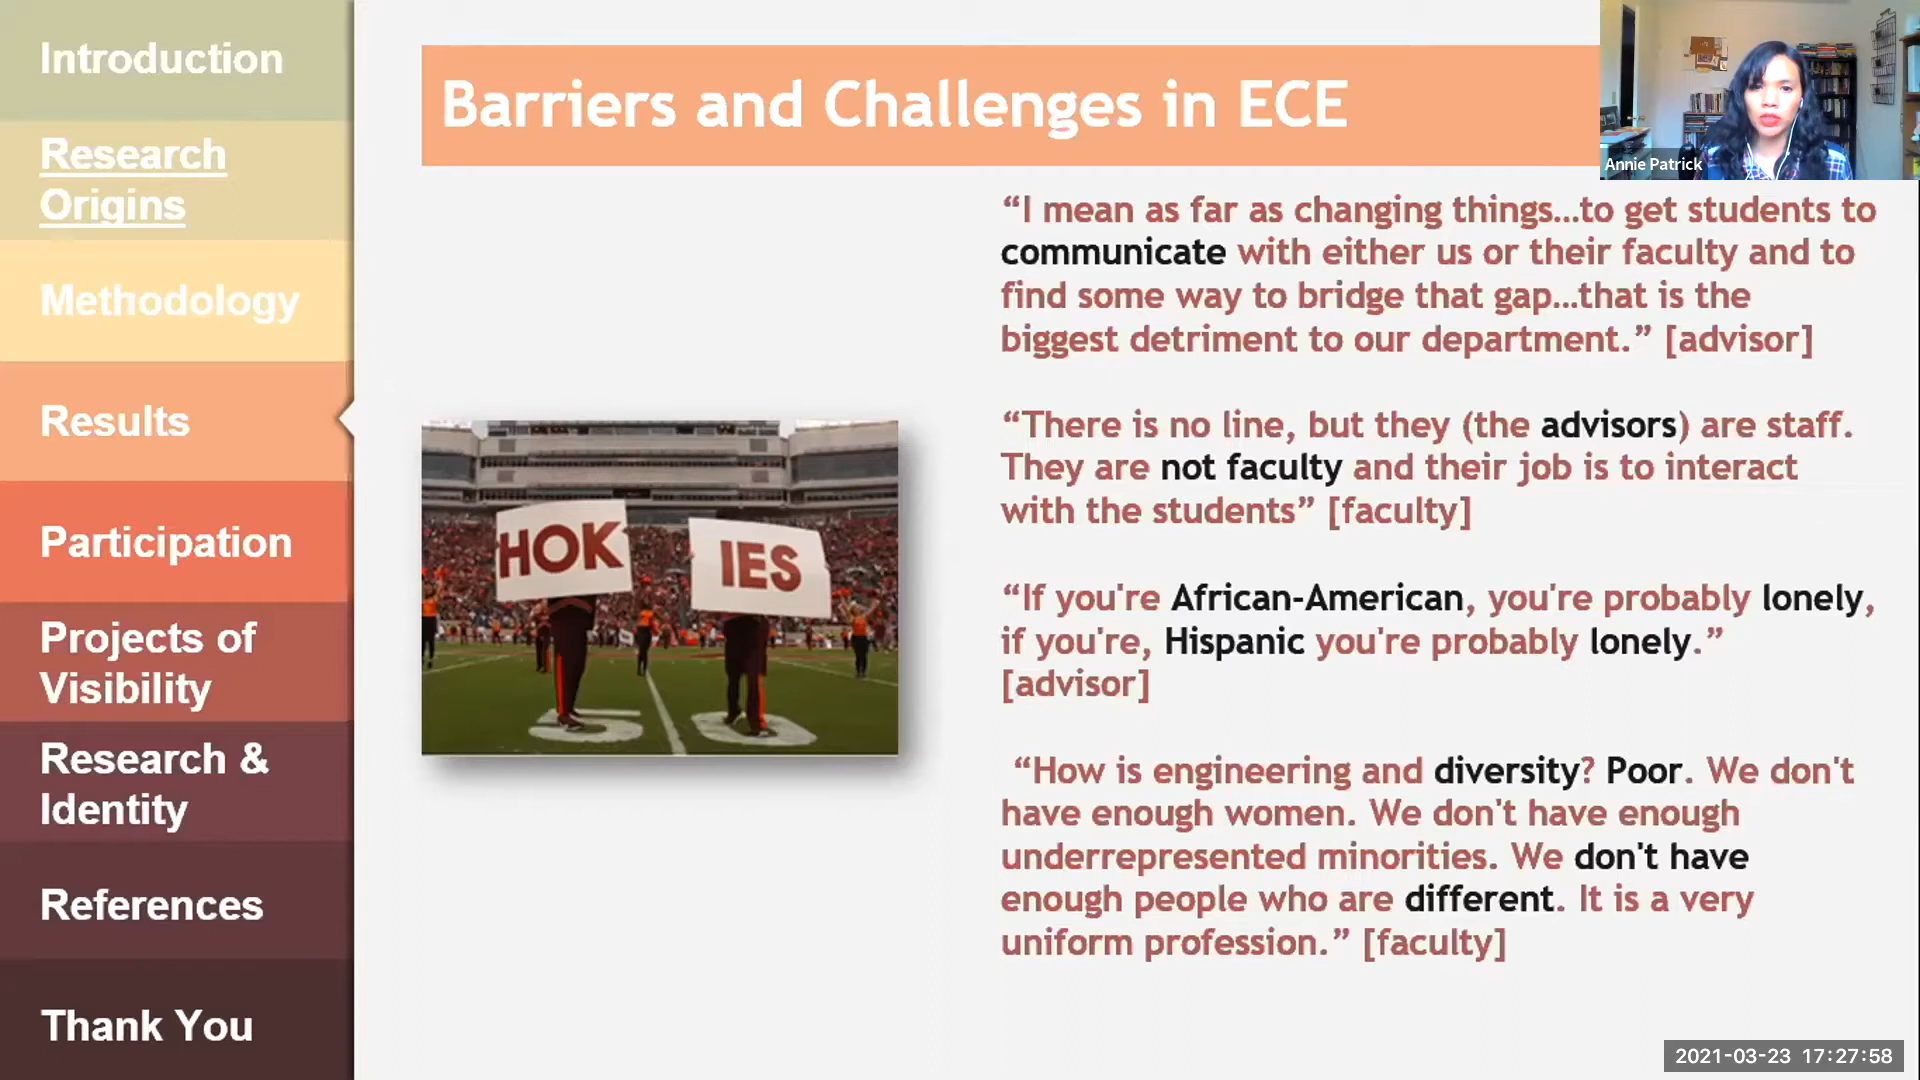 Introduction
Research
Origins
Methodology
Results
Participation
Projects of
Visibility
Research &
Identity
References
Thank You
Barriers and Challenges in ECE
Annie Patrick
HOK
IES
50
“I mean as far as changing things…to get students to
communicate with either us or their faculty and to
find some way to bridge that gap…that is the
biggest detriment to our department.” [advisor]
“There is no line, but they (the advisors) are staff.
They are not faculty and their job is to interact
with the students” [faculty]
“If you're African-American, you're probably lonely,
if you're, Hispanic you're probably lonely.”
[advisor]
“How is engineering and diversity? Poor. We don't
have enough women. We don't have enough
underrepresented minorities. We don't have
enough people who are different. It is a very
uniform profession.” [faculty]
2021-03-23 17:27:58